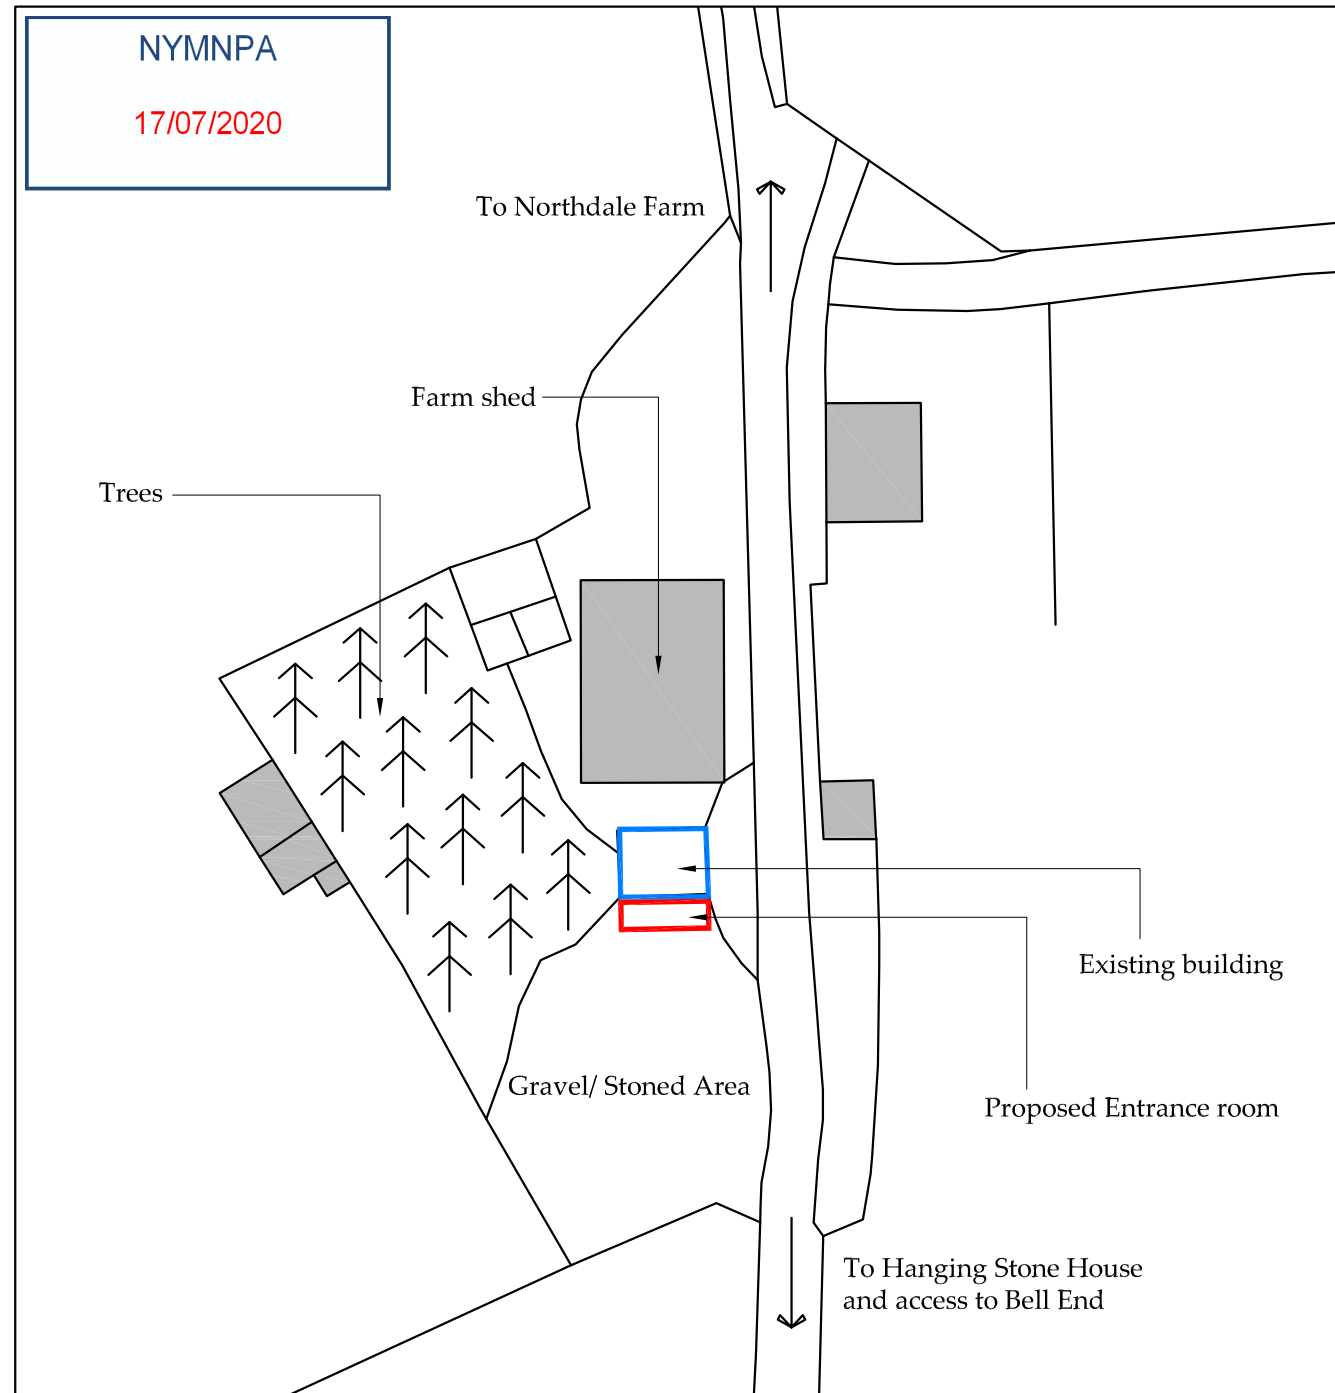 NYMNPA
17/07/2020
To Northdale Farm
Farm shed
Trees
Existing building
Gravel/ Stoned Area
Proposed Entrance room
To Hanging Stone House
and access to Bell End